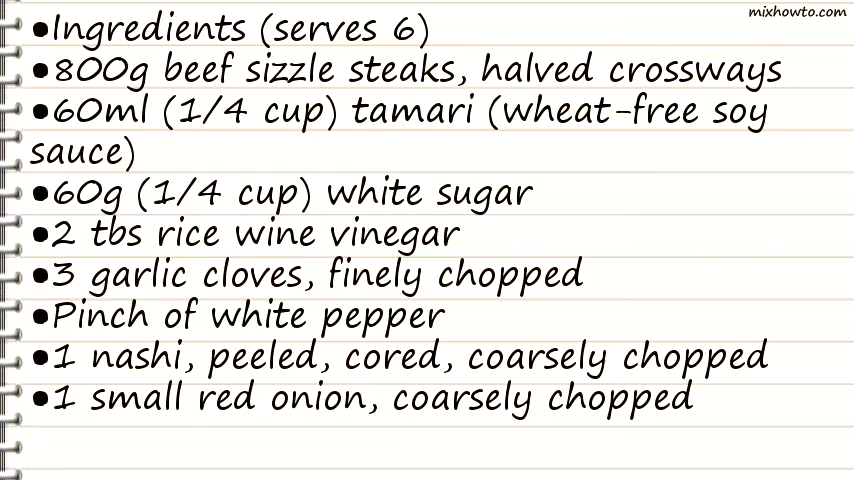 mixhowto.com
•Ingredients (serves 6)
•800g beef sizzle steaks, halved crossways
•60ml (1/4 cup) tamari (wheat-free soy
sauce)
•60g (1/4 cup) white sugar
•2 tbs rice wine vinegar
•3 garlic cloves, finely chopped
•Pinch of white pepper
•1 nashi, peeled, cored, coarsely chopped
•1 small red onion, coarsely chopped